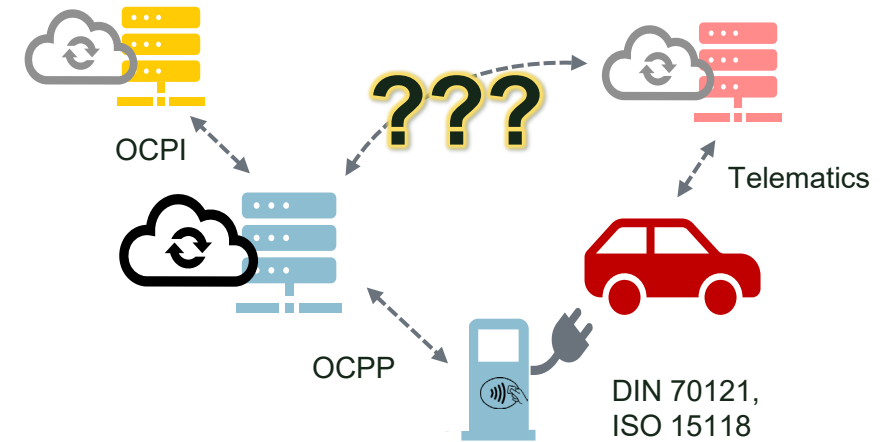 ???
OCPI
Telematics
OCPP
DIN 70121,
ISO 15118